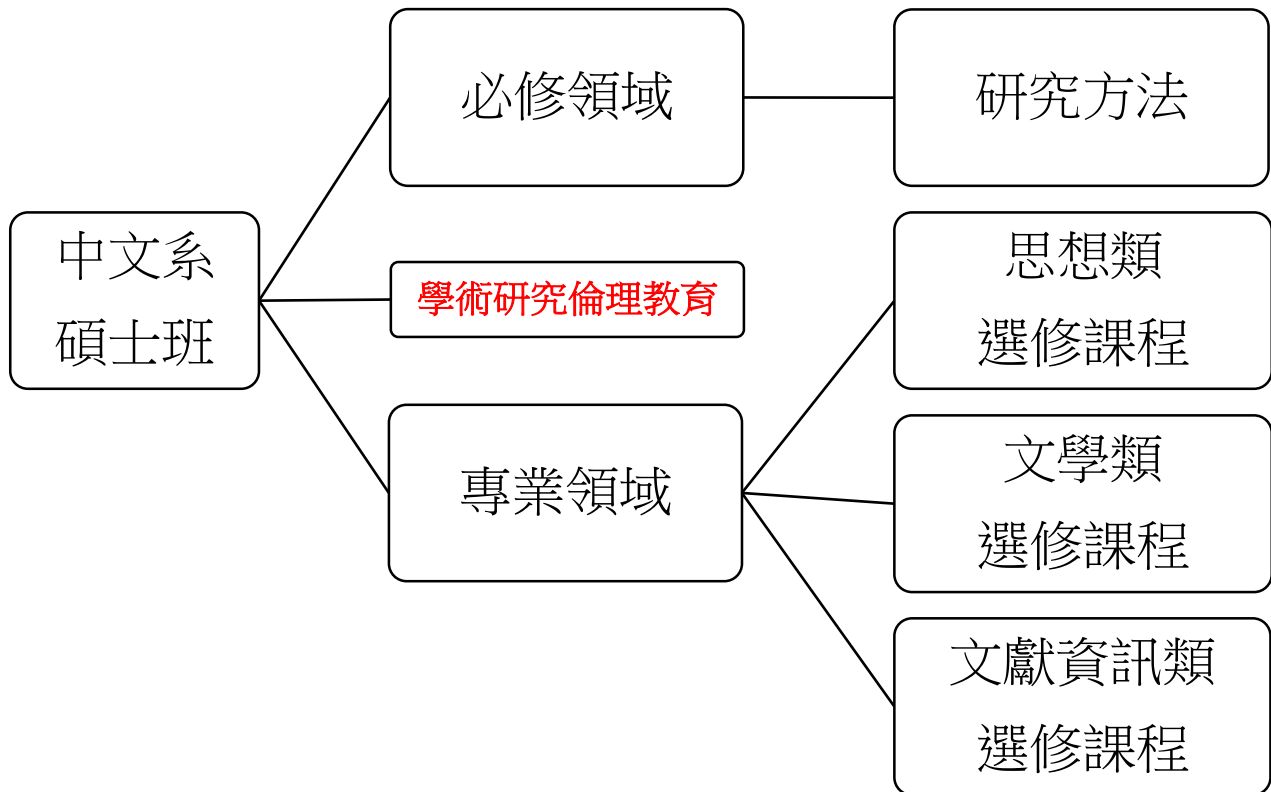 中文系
碩士班
必修領域
研究方法
學術研究倫理教育
專業領域
思想類
選修課程
文學類
選修課程
文獻資訊類
選修課程